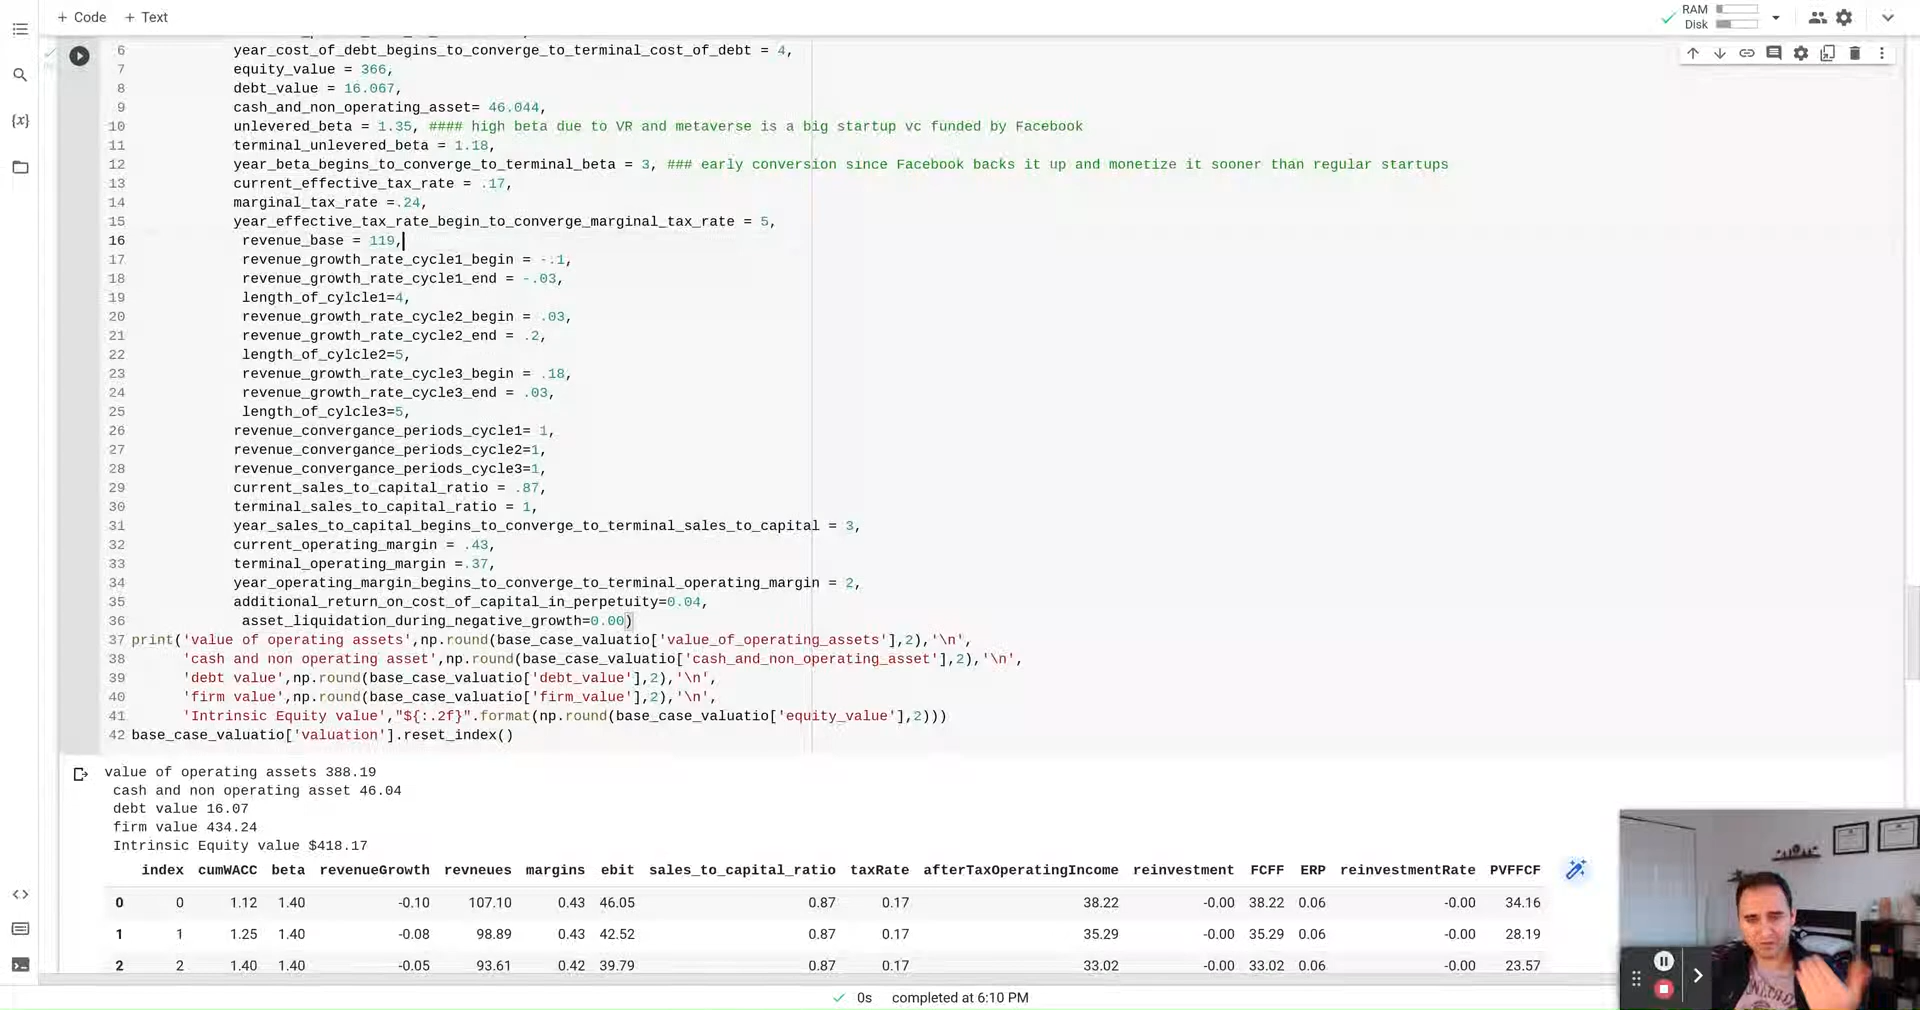 + Code + Text
RAM
Disk
6 year_cost_of_debt_begins_to_converge_to_terminal_cost_of_debt = 4,
7 equity_value = 366,
8 debt_value = 16.067,
9 cash_and_non_operating_asset= 46.044,
10 unlevered_beta = 1.35, #### high beta due to VR and metaverse is a big startup vc funded by Facebook
11 terminal_unlevered_beta = 1.18,
12 year_beta_begins_to_converge_to_terminal_beta = 3, ### early conversion since Facebook backs it up and monetize it sooner than regular startups
13 current_effective_tax_rate = .17,
14 marginal_tax_rate =.24,
15 year_effective_tax_rate_begin_to_converge_marginal_tax_rate = 5,
16 revenue_base = 119,
17 revenue_growth_rate_cycle1_begin = -.1,
18 revenue_growth_rate_cycle1_end = -.03,
19 length_of_cylcle1=4,
20 revenue_growth_rate_cycle2_begin = .03,
21 revenue_growth_rate_cycle2_end = .2,
22 length_of_cylcle2=5,
23 revenue_growth_rate_cycle3_begin = .18,
24 revenue_growth_rate_cycle3_end = .03,
25 length_of_cylcle3=5,
26 revenue_convergance_periods_cycle1= 1,
27 revenue_convergance_periods_cycle2=1,
28 revenue_convergance_periods_cycle3=1,
29 current_sales_to_capital_ratio = .87,
30 terminal_sales_to_capital_ratio = 1,
31 year_sales_to_capital_begins_to_converge_to_terminal_sales_to_capital = 3,
32 current_operating_margin = .43,
33 terminal_operating_margin =.37,
34 year_operating_margin_begins_to_converge_to_terminal_operating_margin = 2,
35 additional_return_on_cost_of_capital_in_perpetuity=0.04,
36 asset_liquidation_during_negative_growth=0.00)
37 print('value of operating assets',np.round(base_case_valuatio['value_of_operating_assets'],2),'\n',
38 'cash and non operating asset',np.round(base_case_valuatio['cash_and_non_operating_asset'],2),'\n',
39 'debt value',np.round(base_case_valuatio['debt_value'],2),'\n',
40 'firm value',np.round(base_case_valuatio['firm_value'],2),'\n',
41 'Intrinsic Equity value',"${:.2f}".format(np.round(base_case_valuatio['equity_value'],2)))
42 base_case_valuatio['valuation'].reset_index()
value of operating assets 388.19
cash and non operating asset 46.04
debt value 16.07
firm value 434.24
Intrinsic Equity value $418.17
index cumWACC beta revenueGrowth revneues margins ebit sales_to_capital_ratio taxRate afterTaxOperatingIncome reinvestment FCFF ERP reinvestmentRate PVFFCF
0 0 1.12 1.40 -0.10 107.10 0.43 46.05 0.87 0.17 38.22 -0.00 38.22 0.06 -0.00 34.16
1 1 1.25 1.40 -0.08 98.89 0.43 42.52 0.87 0.17 35.29 -0.00 35.29 0.06 -0.00 28.19
2 2 1.40 1.40 -0.05 93.61 0.42 39.79 0.87 0.17 33.02 -0.00 33.02 0.06 -0.00 23.57
0s completed at 6:10 PM